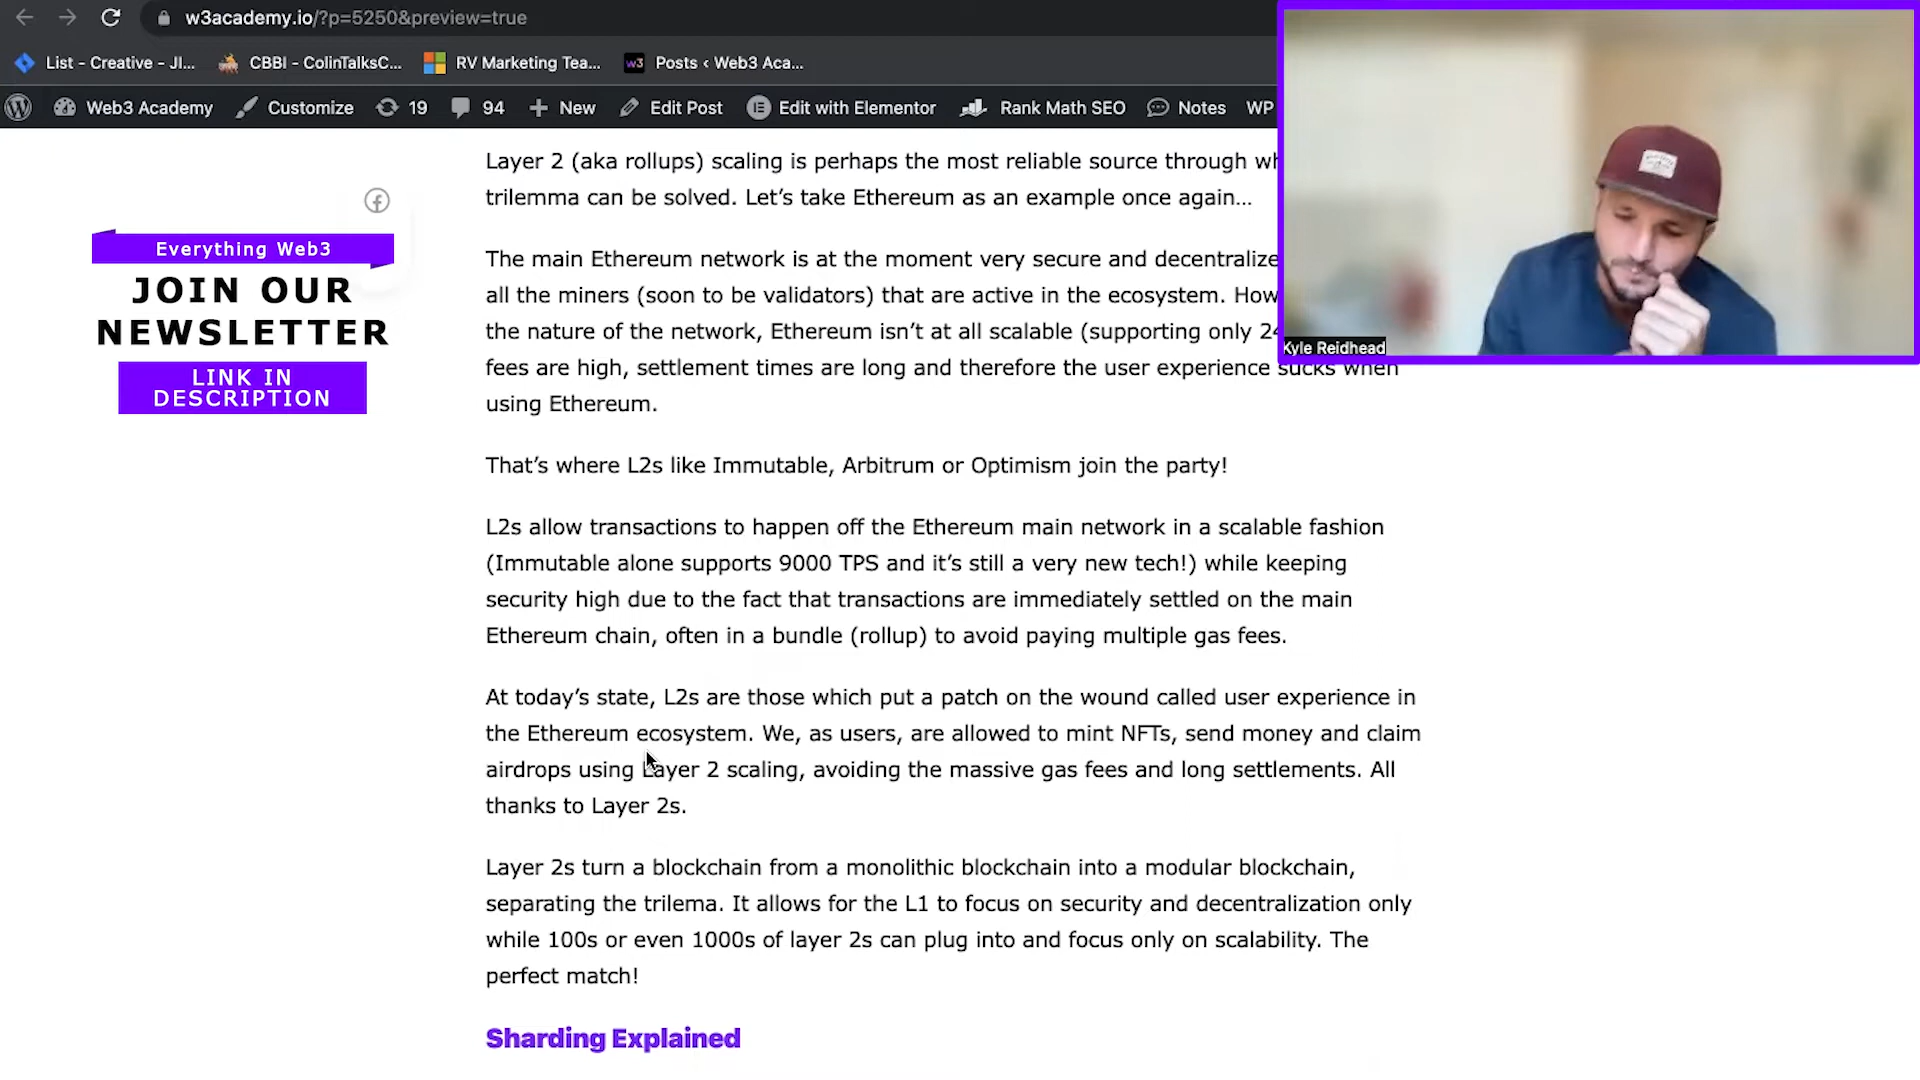 w3academy.io/?p=5250&preview=true
List - Creative - JI...
CBBI - ColinTalksC...
RV Marketing Tea...
w3
Posts ‹ Web3 Aca...
Web3 Academy
Customize
19
94
New
Edit Post
Edit with Elementor
Rank Math SEO
Notes
WP
Everything Web3
JOIN OUR
NEWSLETTER
LINK IN
DESCRIPTION
Layer 2 (aka rollups) scaling is perhaps the most reliable source through
trilemma can be solved. Let’s take Ethereum as an example once again...
The main Ethereum network is at the moment very secure and
all the miners (soon to be validators) that are active in the ecosystem.
the nature of the network, Ethereum isn’t at all scalable (supporting only
fees are high, settlement times are long and therefore the user experience sucks when
using Ethereum.
That’s where L2s like Immutable, Arbitrum or Optimism join the party!
L2s allow transactions to happen off the Ethereum main network in a scalable fashion
(Immutable alone supports 9000 TPS and it’s still a very new tech!) while keeping
security high due to the fact that transactions are immediately settled on the main
Ethereum chain, often in a bundle (rollup) to avoid paying multiple gas fees.
At today’s state, L2s are those which put a patch on the wound called user experience in
the Ethereum ecosystem. We, as users, are allowed to mint NFTs, send money and claim
airdrops using Layer 2 scaling, avoiding the massive gas fees and long settlements. All
thanks to Layer 2s.
Layer 2s turn a blockchain from a monolithic blockchain into a modular blockchain,
separating the trilema. It allows for the L1 to focus on security and decentralization only
while 100s or even 1000s of layer 2s can plug into and focus only on scalability. The
perfect match!
Sharding Explained
Kyle Reidhead